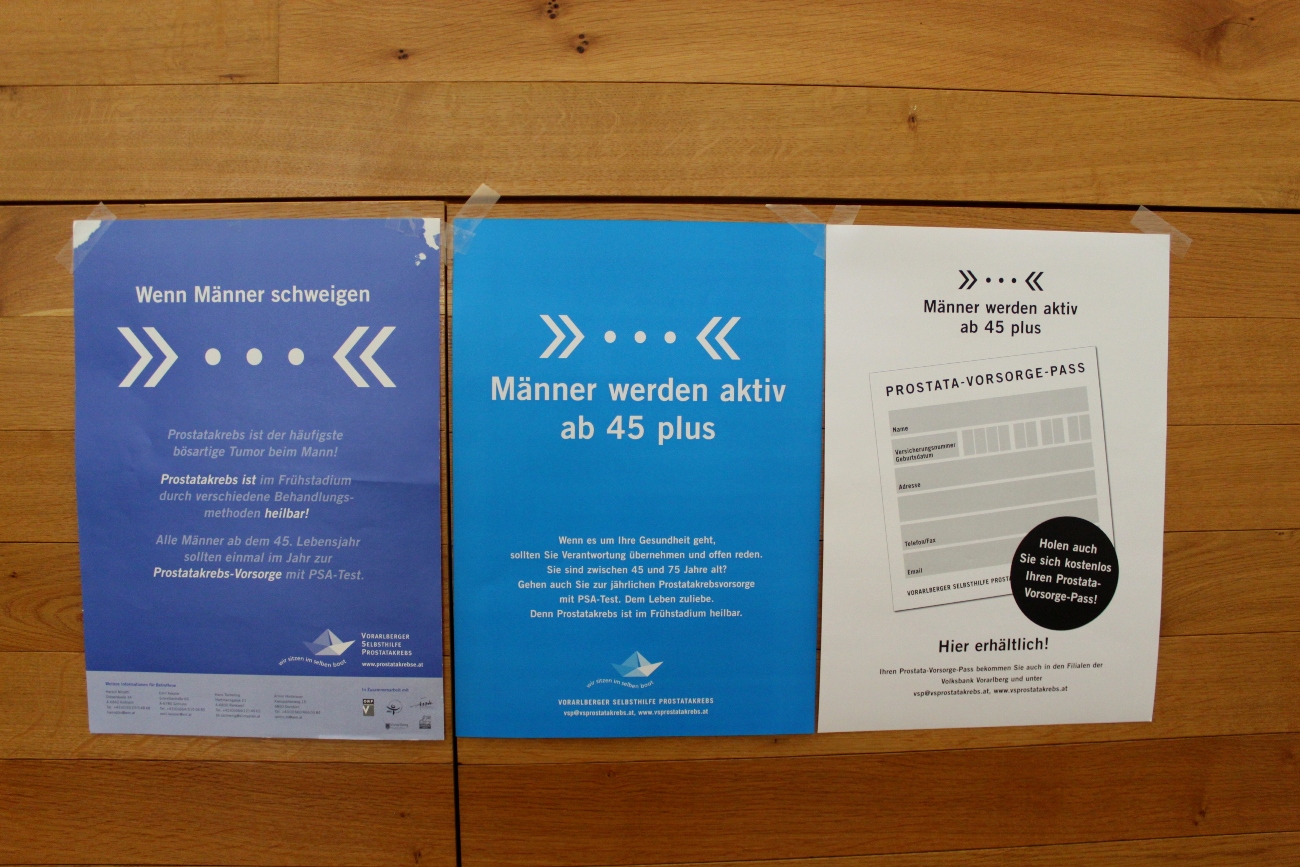 Wenn Männer schweigen
Prostatakrebs ist der häufigste
bösartige Tumor beim Mann!
Prostatakrebs ist im Frühstadium
durch verschiedene Behandlungs-
methoden heilbar!
Alle Männer ab dem 45. Lebensjahr
sollten einmal im Jahr zur
Prostatakrebs-Vorsorge mit PSA-Test.
wir sitzen im selben boot
VORARLBERGER
SELBSTHILFE
PROSTATAKREBS
www.prostatakrebse.at
Männer werden aktiv
ab 45 plus
Wenn es um Ihre Gesundheit geht,
sollten Sie Verantwortung übernehmen und offen reden.
Sie sind zwischen 45 und 75 Jahre alt?
Gehen auch Sie zur jährlichen Prostatakrebsvorsorge
mit PSA-Test. Dem Leben zuliebe.
Denn Prostatakrebs ist im Frühstadium heilbar.
wir sitzen im selben boot
VORARLBERGER SELBSTHILFE PROSTATAKREBS
vsp@vsprostatakrebs.at, www.vsprostatakrebs.at
Männer werden aktiv
ab 45 plus
PROSTATA-VORSORGE-PASS
Name
Versicherungsnummer
Geburtsdatum
Adresse
Telefon/Fax
Email
VORARLBERGER SELBSTHILFE PROSTA
Holen auch
Sie sich kostenlos
Ihren Prostata-
Vorsorge-Pass!
Hier erhältlich!
Ihren Prostata-Vorsorge-Pass bekommen Sie auch in den Filialen der
Volksbank Vorarlberg und unter
vsp@vsprostatakrebs.at, www.vsprostatakrebs.at